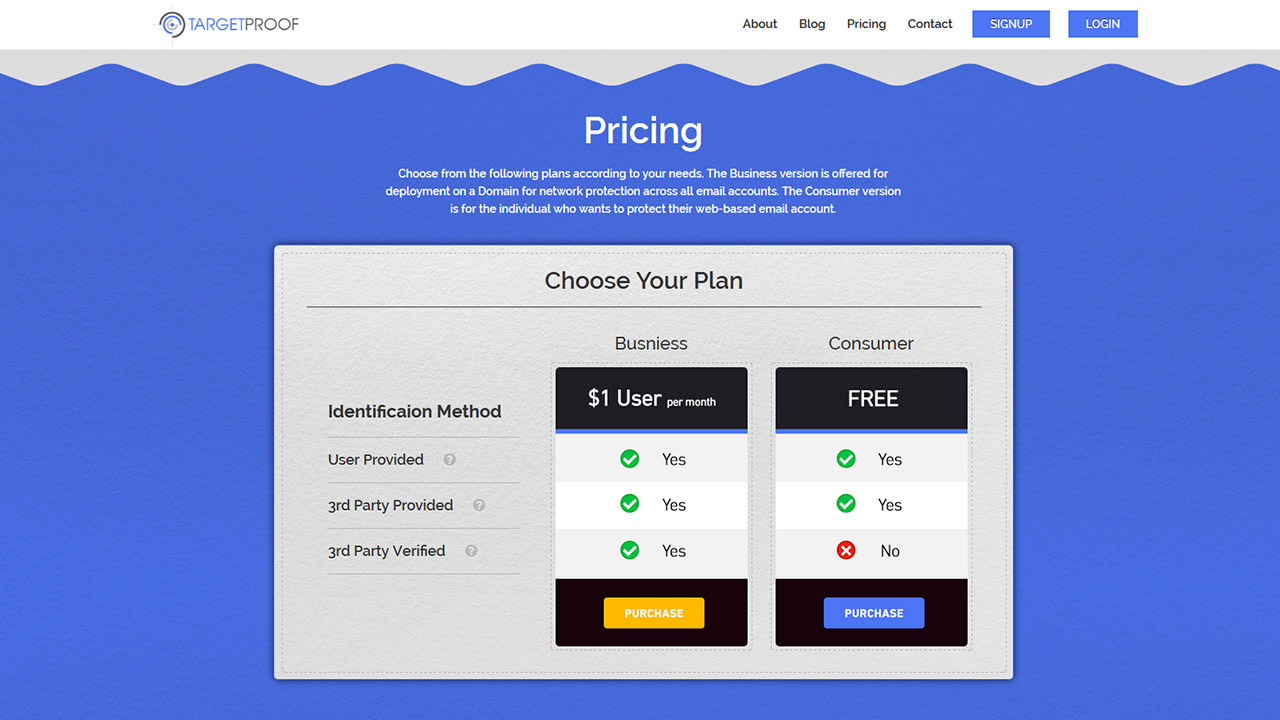 TARGETPROOF
About Blog Pricing Contact SIGNUP LOGIN
Pricing
Choose from the following plans according to your needs. The Business version is offered for
deployment on a Domain for network protection across all email accounts. The Consumer version
is for the individual who wants to protect their web-based email account.
Choose Your Plan
Busniess Consumer
$1 User per month FREE
Identificaion Method
User Provided ? Yes Yes
3rd Party Provided ? Yes Yes
3rd Party Verified ? Yes No
PURCHASE PURCHASE